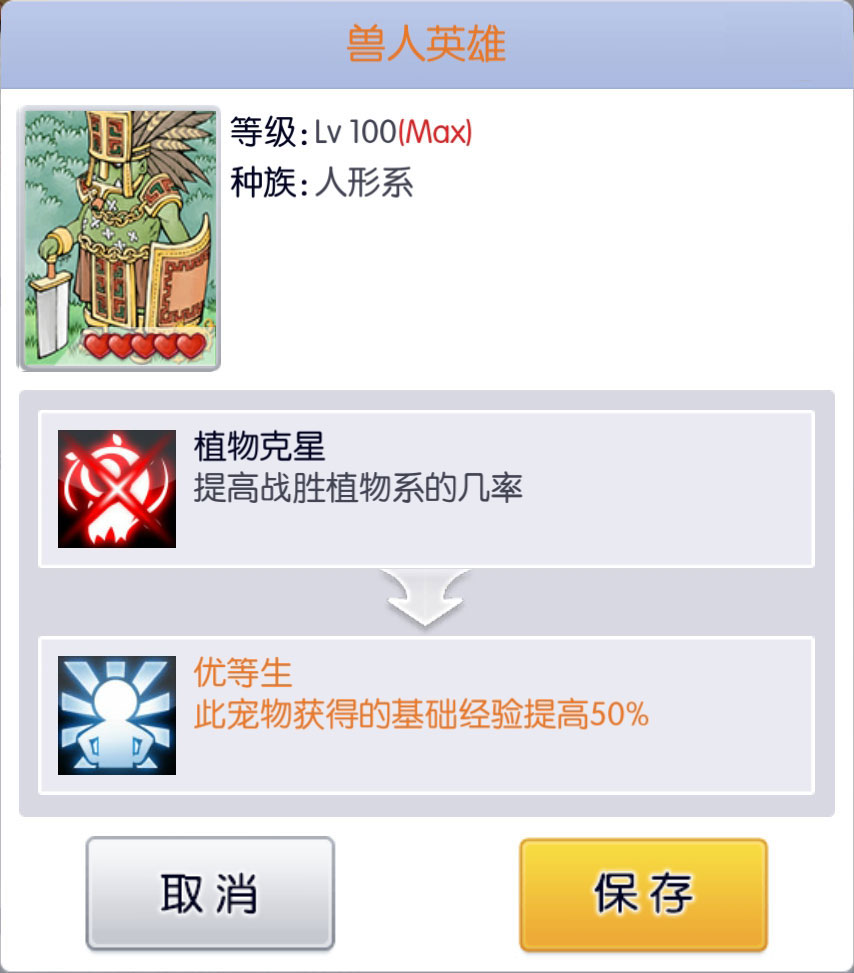 兽人英雄
等级:Lv 100(Max)
种族:人形系
植物克星
提高战胜植物系的几率
优等生
此宠物获得的基础经验提高50%
取消
保存